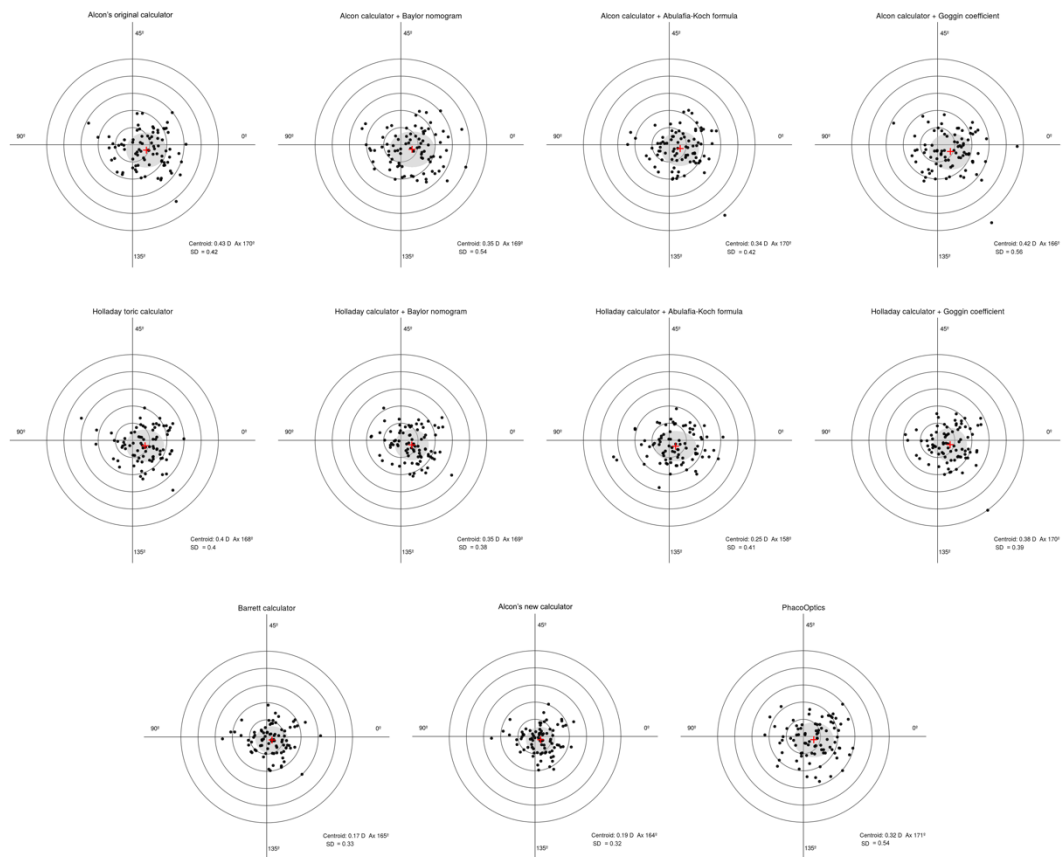 Alcon's original calculator
45º
90º
0º
135º
Centroid: 0.43 D Ax 170º
SD = 0.42
Alcon calculator + Baylor nomogram
45º
90º
0º
135º
Centroid: 0.35 D Ax 169º
SD = 0.54
Alcon calculator + Abulafia-Koch formula
45º
90º
0º
135º
Centroid: 0.34 D Ax 170º
SD = 0.42
Alcon calculator + Goggin coefficient
45º
90º
0º
135º
Centroid: 0.42 D Ax 166º
SD = 0.56
Holladay toric calculator
45º
90º
0º
135º
Centroid: 0.4 D Ax 168º
SD = 0.4
Holladay calculator + Baylor nomogram
45º
90º
0º
135º
Centroid: 0.35 D Ax 169º
SD = 0.38
Holladay calculator + Abulafia-Koch formula
45º
90º
0º
135º
Centroid: 0.25 D Ax 158º
SD = 0.41
Holladay calculator + Goggin coefficient
45º
90º
0º
135º
Centroid: 0.38 D Ax 170º
SD = 0.39
Barrett calculator
45º
90º
0º
135º
Centroid: 0.17 D Ax 165º
SD = 0.33
Alcon's new calculator
45º
90º
0º
135º
Centroid: 0.19 D Ax 164º
SD = 0.32
PhacoOptics
45º
90º
0º
135º
Centroid: 0.32 D Ax 171º
SD = 0.54